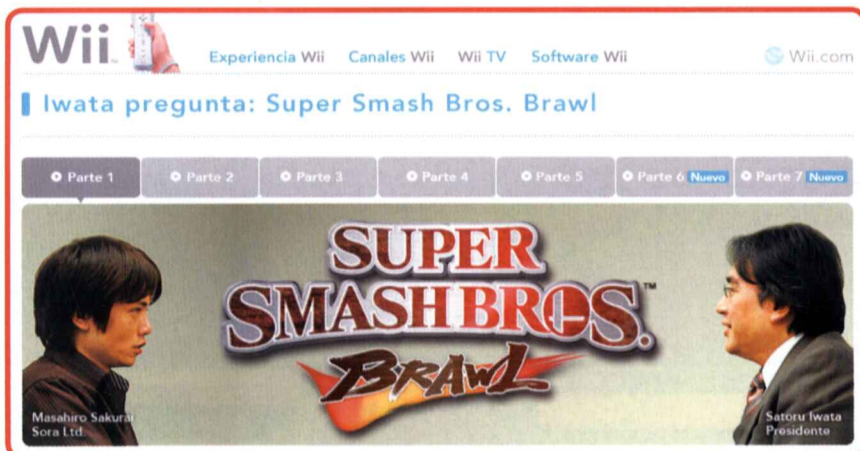 Wii™
Experiencia Wii Canales Wii Wii TV Software Wii
Wii.com
Iwata pregunta: Super Smash Bros. Brawl
Parte 1 Parte 2 Parte 3 Parte 4 Parte 5 Parte 6 Nuevo Parte 7 Nuevo
SUPER
SMASH BROS.™
BRAWL
Masahiro Sakurai
Sora Ltd.
Satoru Iwata
Presidente